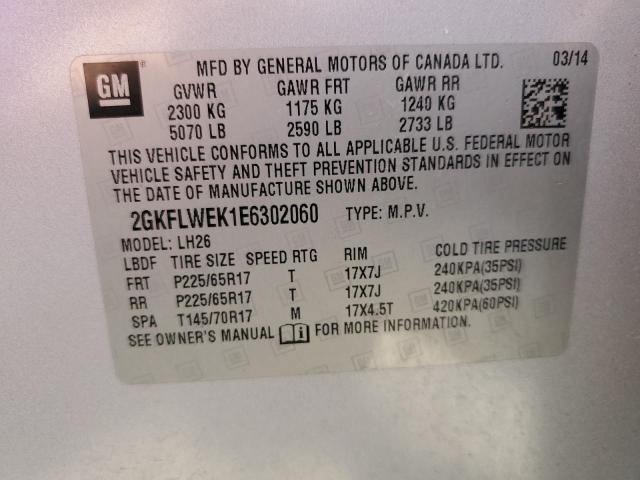 GM
®
MFD BY GENERAL MOTORS OF CANADA LTD. 03/14
GVWR GAWR FRT GAWR RR
2300 KG 1175 KG 1240 KG
5070 LB 2590 LB 2733 LB
THIS VEHICLE CONFORMS TO ALL APPLICABLE U.S. FEDERAL MOTOR
VEHICLE SAFETY AND THEFT PREVENTION STANDARDS IN EFFECT ON
THE DATE OF MANUFACTURE SHOWN ABOVE.
2GKFLWEK1E6302060 TYPE: M.P.V.
MODEL: LH26
LBDF TIRE SIZE SPEED RTG RIM COLD TIRE PRESSURE
FRT P225/65R17 T 17X7J 240KPA(35PSI)
RR P225/65R17 T 17X7J 240KPA(35PSI)
SPA T145/70R17 M 17X4.5T 420KPA(60PSI)
SEE OWNER'S MANUAL FOR MORE INFORMATION.